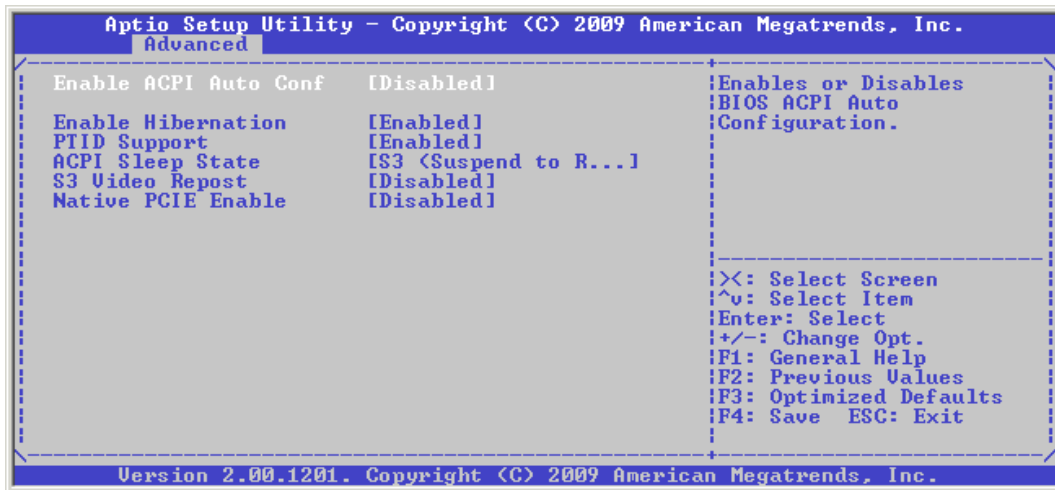 Aptio Setup Utility - Copyright (C) 2009 American Megatrends, Inc.
Advanced
Enable ACPI Auto Conf [Disabled]
Enable Hibernation [Enabled]
PTID Support [Enabled]
ACPI Sleep State [S3 (Suspend to R...]
S3 Video Repost [Disabled]
Native PCIE Enable [Disabled]
Enables or Disables
BIOS ACPI Auto
Configuration.
><: Select Screen
^v: Select Item
Enter: Select
+/-: Change Opt.
F1: General Help
F2: Previous Values
F3: Optimized Defaults
F4: Save ESC: Exit
Version 2.00.1201. Copyright (C) 2009 American Megatrends, Inc.